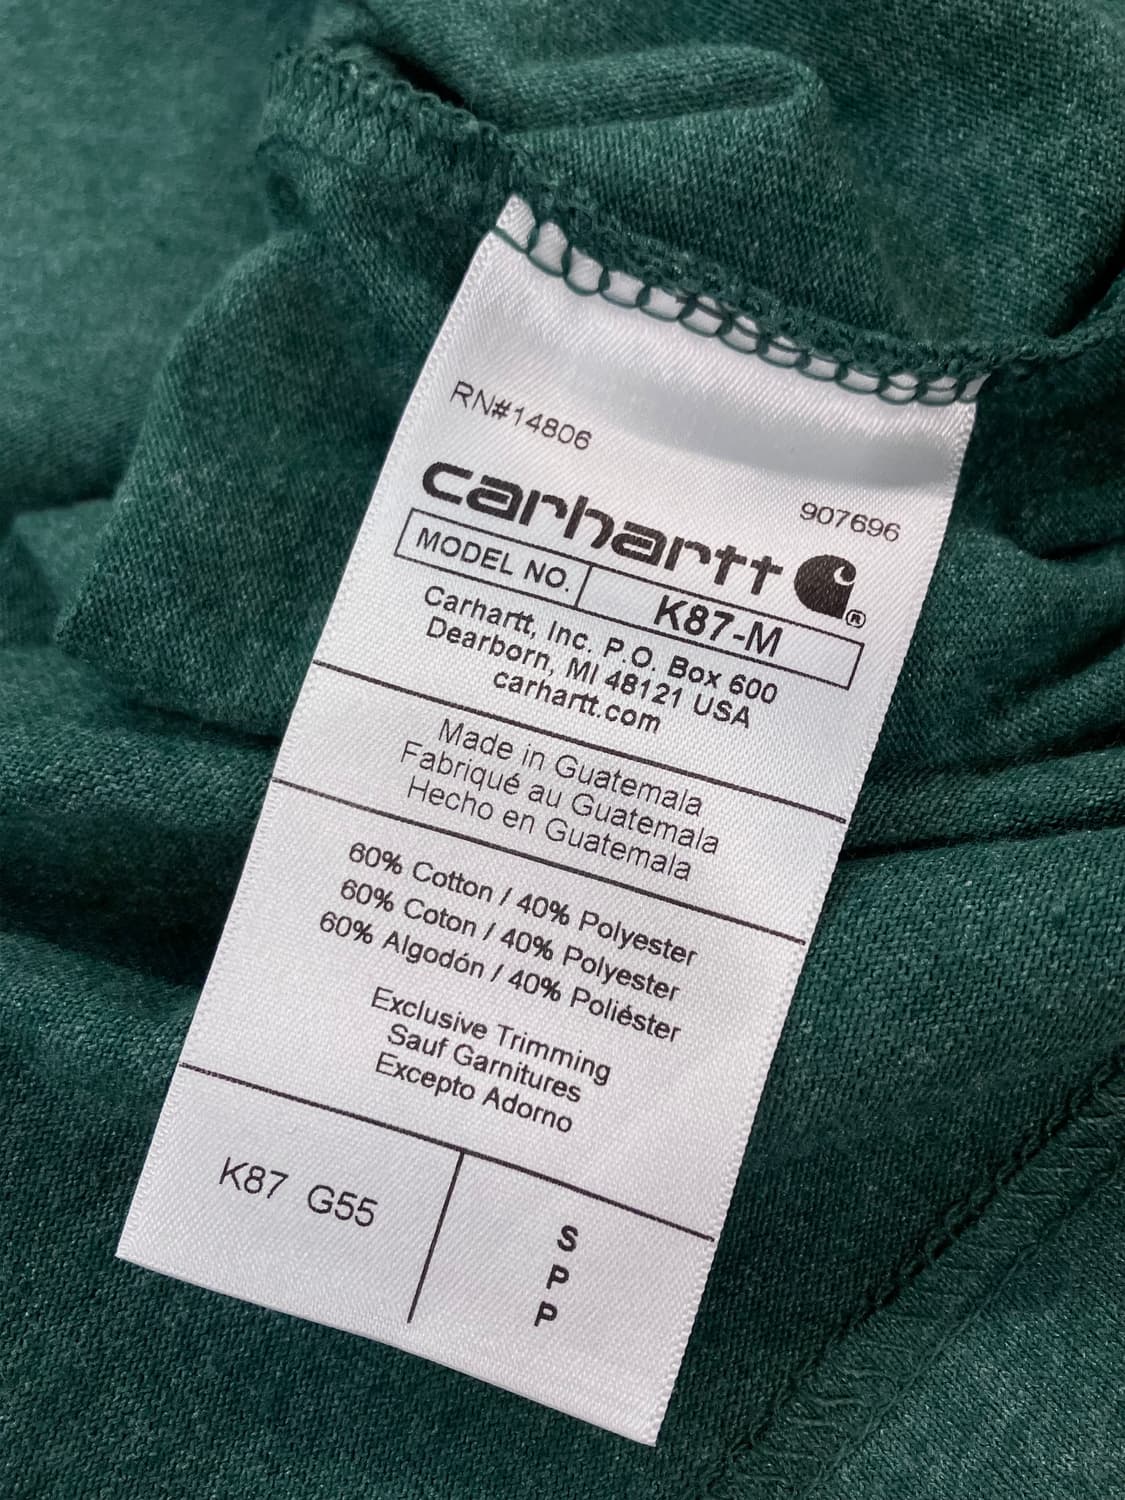 RN#14806
907696
carhartt ®
MODEL NO. K87-M
Carhartt, Inc. P.O. Box 600
Dearborn, MI 48121 USA
carhartt.com
Made in Guatemala
Fabriqué au Guatemala
Hecho en Guatemala
60% Cotton / 40% Polyester
60% Coton / 40% Polyester
60% Algodón / 40% Poliéster
Exclusive Trimming
Sauf Garnitures
Excepto Adorno
K87 G55
S
P
P